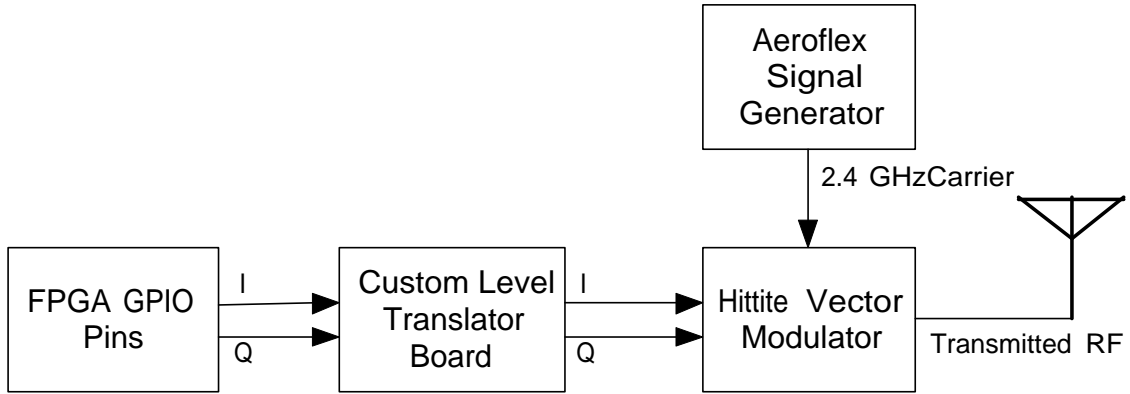 Aeroflex
Signal
Generator
2.4 GHzCarrier
FPGA GPIO
Pins
I
Q
Custom Level
Translator
Board
I
Q
Hittite Vector
Modulator
Transmitted RF